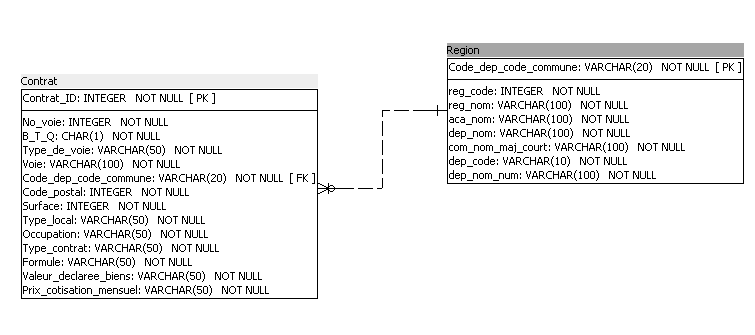 Contrat
Contrat_ID: INTEGER NOT NULL [ PK ]
No_voie: INTEGER NOT NULL
B_T_Q: CHAR(1) NOT NULL
Type_de_voie: VARCHAR(50) NOT NULL
Voie: VARCHAR(100) NOT NULL
Code_dep_code_commune: VARCHAR(20) NOT NULL [ FK ]
Code_postal: INTEGER NOT NULL
Surface: INTEGER NOT NULL
Type_local: VARCHAR(50) NOT NULL
Occupation: VARCHAR(50) NOT NULL
Type_contrat: VARCHAR(50) NOT NULL
Formule: VARCHAR(50) NOT NULL
Valeur_declaree_biens: VARCHAR(50) NOT NULL
Prix_cotisation_mensuel: VARCHAR(50) NOT NULL
Region
Code_dep_code_commune: VARCHAR(20) NOT NULL [ PK ]
reg_code: INTEGER NOT NULL
reg_nom: VARCHAR(100) NOT NULL
aca_nom: VARCHAR(100) NOT NULL
dep_nom: VARCHAR(100) NOT NULL
com_nom_maj_court: VARCHAR(100) NOT NULL
dep_code: VARCHAR(10) NOT NULL
dep_nom_num: VARCHAR(100) NOT NULL